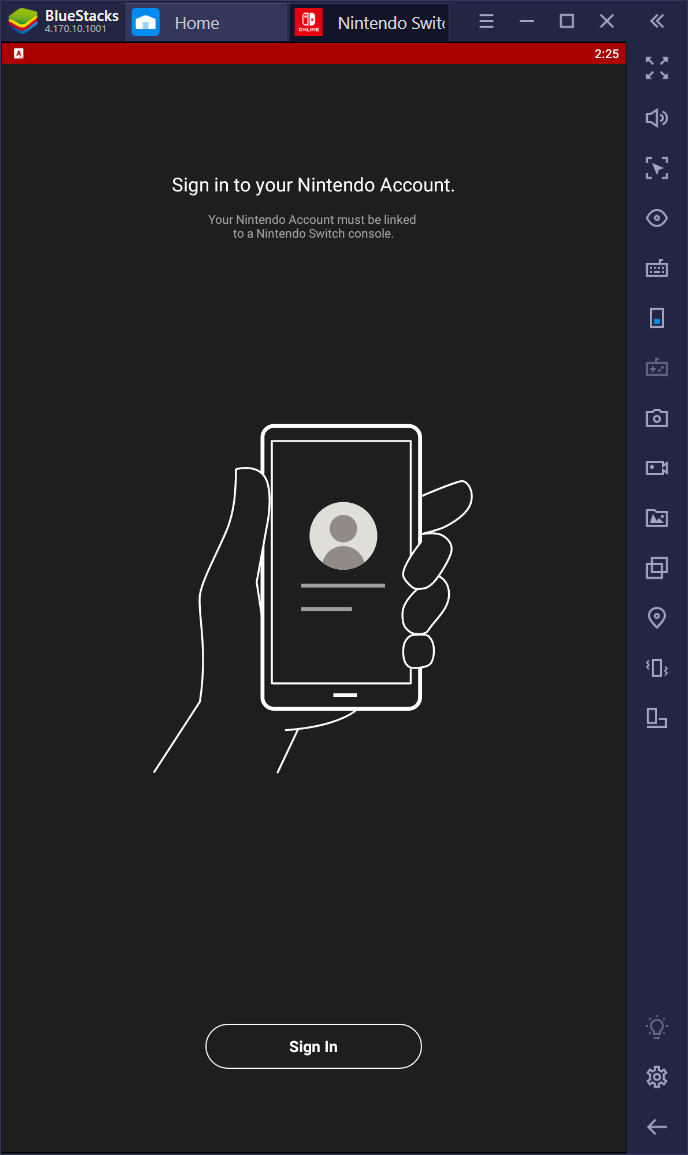 BlueStacks
4.170.10.1001
Home
ONLINE
Nintendo Switc
A
2:25
Sign in to your Nintendo Account.
Your Nintendo Account must be linked
to a Nintendo Switch console.
Sign In